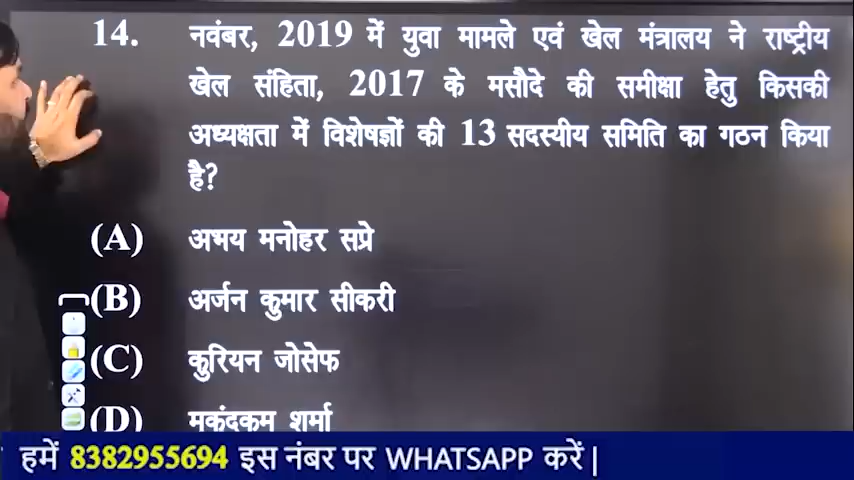 14. नवंबर, 2019 में युवा मामले एवं खेल मंत्रालय ने राष्ट्रीय
खेल संहिता, 2017 के मसौदे की समीक्षा हेतु किसकी
अध्यक्षता में विशेषज्ञों की 13 सदस्यीय समिति का गठन किया
है?
(A) अभय मनोहर सप्रे
(B) अर्जन कुमार सीकरी
(C) कुरियन जोसेफ
(D) मकंदकम शर्मा
हमें 8382955694 इस नंबर पर WHATSAPP करें |